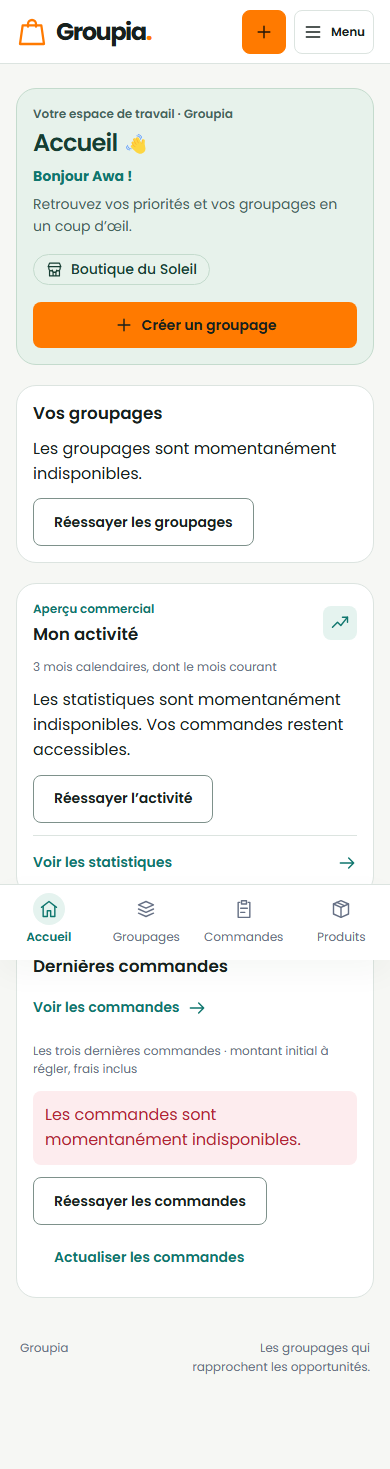 Groupia.
Menu
Votre espace de travail · Groupia
Accueil 👋
Bonjour Awa !
Retrouvez vos priorités et vos groupages en
un coup d’œil.
Boutique du Soleil
Créer un groupage
Vos groupages
Les groupages sont momentanément
indisponibles.
Réessayer les groupages
Aperçu commercial
Mon activité
3 mois calendaires, dont le mois courant
Les statistiques sont momentanément
indisponibles. Vos commandes restent
accessibles.
Réessayer l’activité
Voir les statistiques
Accueil
Groupages
Commandes
Produits
Dernières commandes
Voir les commandes
Les trois dernières commandes · montant initial à
régler, frais inclus
Les commandes sont
momentanément indisponibles.
Réessayer les commandes
Actualiser les commandes
Groupia
Les groupages qui
rapprochent les opportunités.